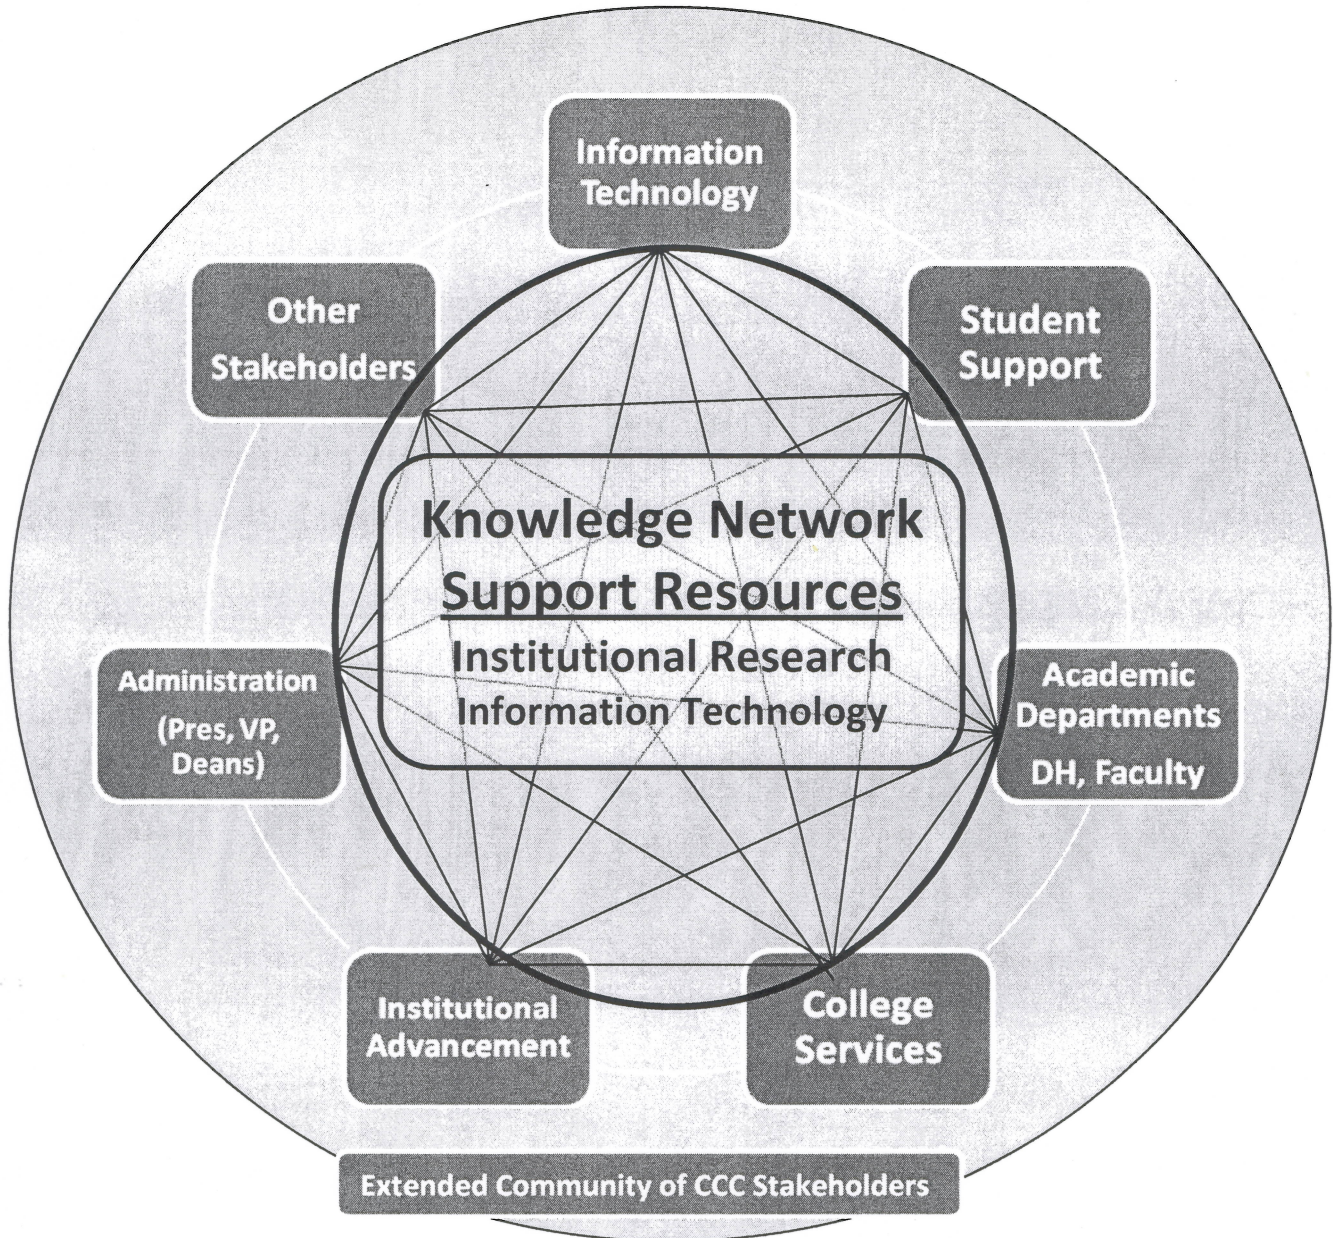 Information
Technology
Other
Stakeholders
Student
Support
Knowledge Network
Support Resources
Institutional Research
Information Technology
Administration
(Pres, VP,
Deans)
Academic
Departments
DH, Faculty
Institutional
Advancement
College
Services
Extended Community of CCC Stakeholders